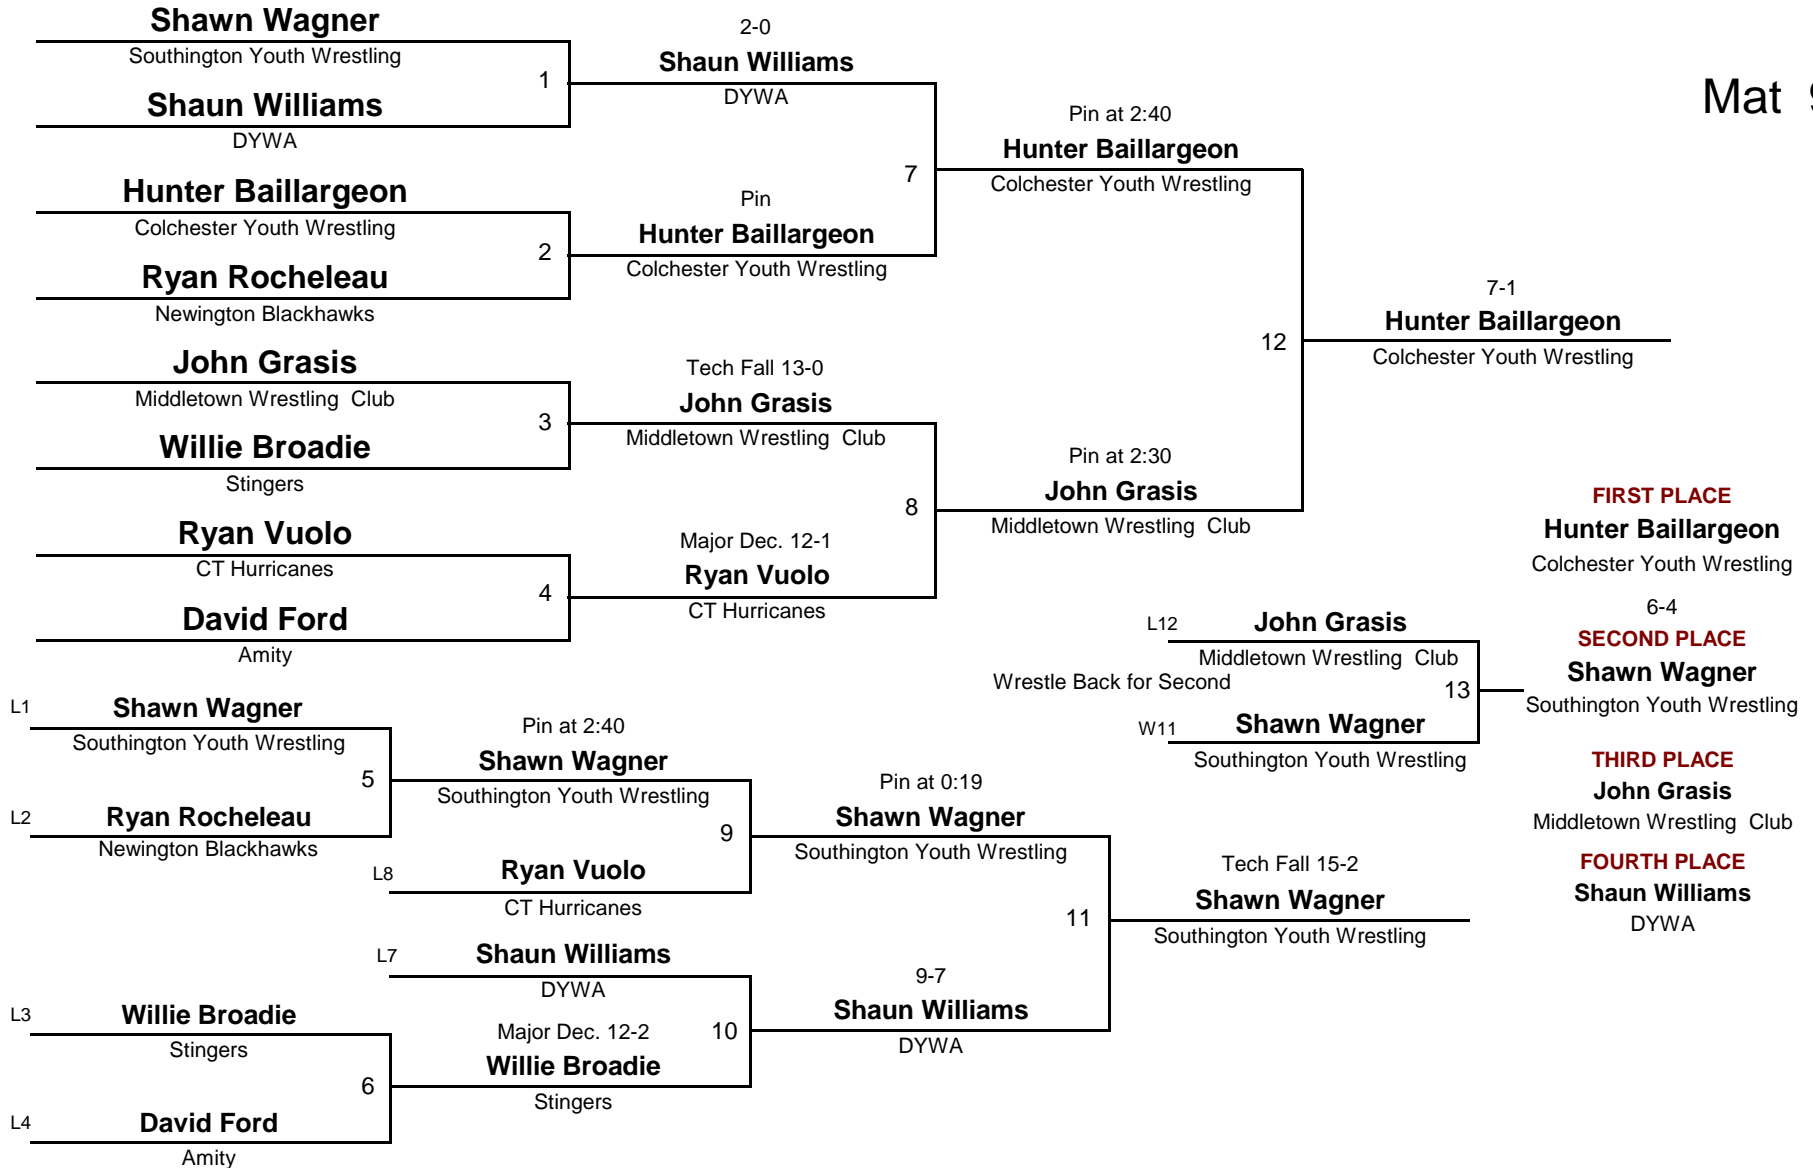 Shawn Wagner
Southington Youth Wrestling
1
Shaun Williams
DYWA
2-0
Shaun Williams
DYWA
Mat 9
Hunter Baillargeon
Colchester Youth Wrestling
2
Ryan Rocheleau
Newington Blackhawks
Pin
Hunter Baillargeon
Colchester Youth Wrestling
7
Pin at 2:40
Hunter Baillargeon
Colchester Youth Wrestling
John Grasis
Middletown Wrestling Club
3
Willie Broadie
Stingers
Tech Fall 13-0
John Grasis
Middletown Wrestling Club
Ryan Vuolo
CT Hurricanes
4
David Ford
Amity
Major Dec. 12-1
Ryan Vuolo
CT Hurricanes
8
Pin at 2:30
John Grasis
Middletown Wrestling Club
12
7-1
Hunter Baillargeon
Colchester Youth Wrestling
FIRST PLACE
Hunter Baillargeon
Colchester Youth Wrestling
L12 John Grasis
Middletown Wrestling Club
Wrestle Back for Second
13
W11 Shawn Wagner
Southington Youth Wrestling
6-4
SECOND PLACE
Shawn Wagner
Southington Youth Wrestling
THIRD PLACE
John Grasis
Middletown Wrestling Club
FOURTH PLACE
Shaun Williams
DYWA
L1 Shawn Wagner
Southington Youth Wrestling
5
L2 Ryan Rocheleau
Newington Blackhawks
Pin at 2:40
Shawn Wagner
Southington Youth Wrestling
9
L8 Ryan Vuolo
CT Hurricanes
Pin at 0:19
Shawn Wagner
Southington Youth Wrestling
L7 Shaun Williams
DYWA
10
L3 Willie Broadie
Stingers
6
L4 David Ford
Amity
Major Dec. 12-2
Willie Broadie
Stingers
9-7
Shaun Williams
DYWA
11
Tech Fall 15-2
Shawn Wagner
Southington Youth Wrestling